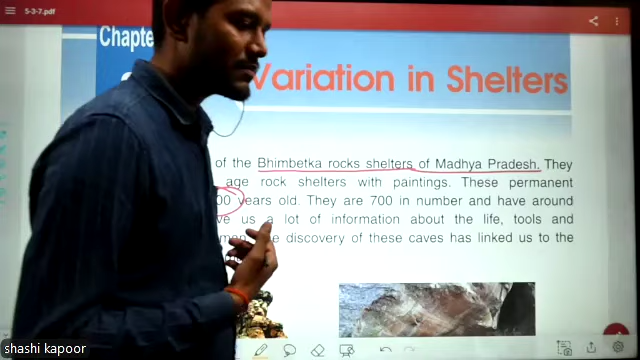 5-3-7.pdf
Chapte
Variation in Shelters
of the Bhimbetka rocks shelters of Madhya Pradesh. They
age rock shelters with paintings. These permanent
00 years old. They are 700 in number and have around
ve us a lot of information about the life, tools and
discovery of these caves has linked us to the
shashi kapoor